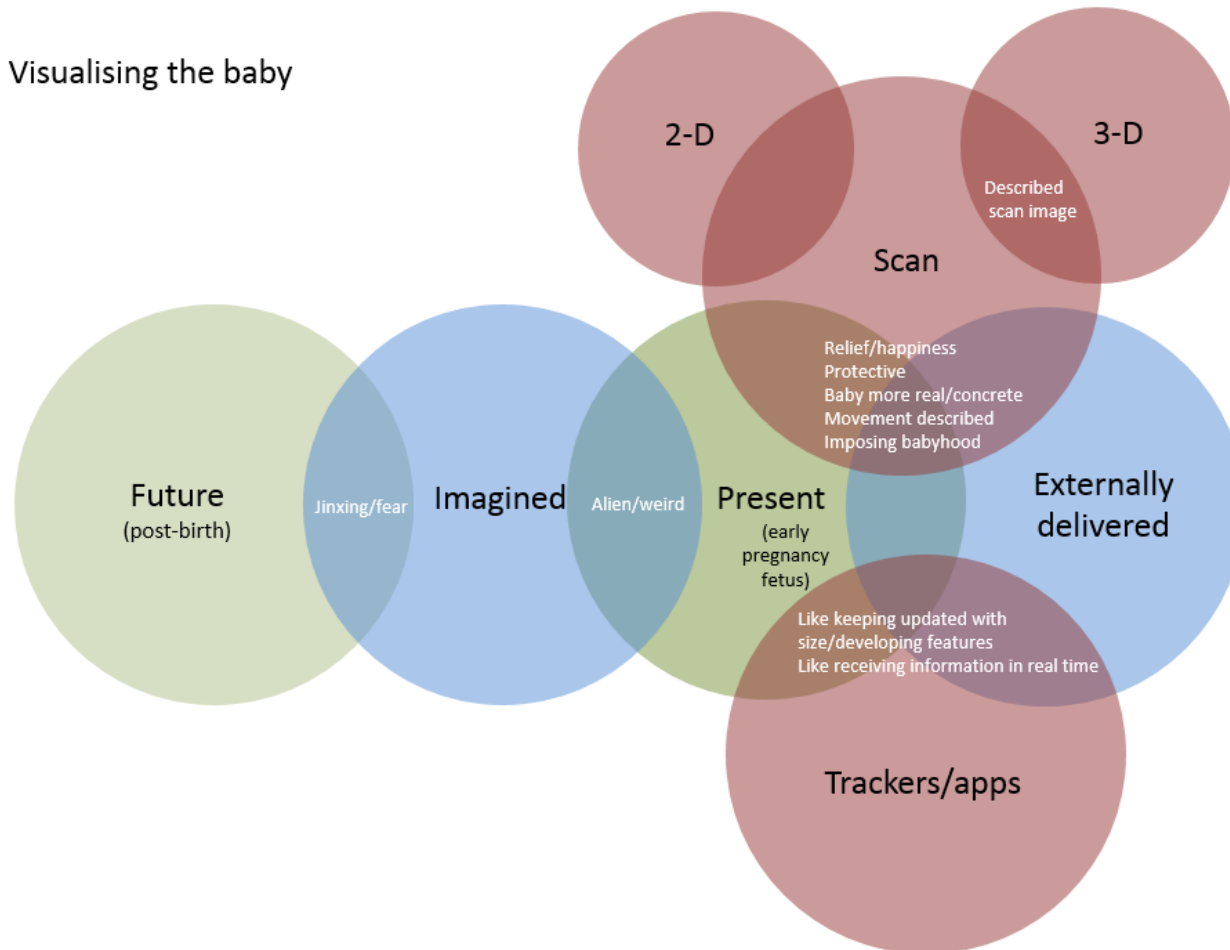 Visualising the baby
2-D
3-D
Described
scan image
Scan
Relief/happiness
Protective
Baby more real/concrete
Movement described
Imposing babyhood
Future
(post-birth)
Jinxing/fear
Imagined
Alien/weird
Present
(early
pregnancy
fetus)
Externally
delivered
Like keeping updated with
size/developing features
Like receiving information in real time
Trackers/apps